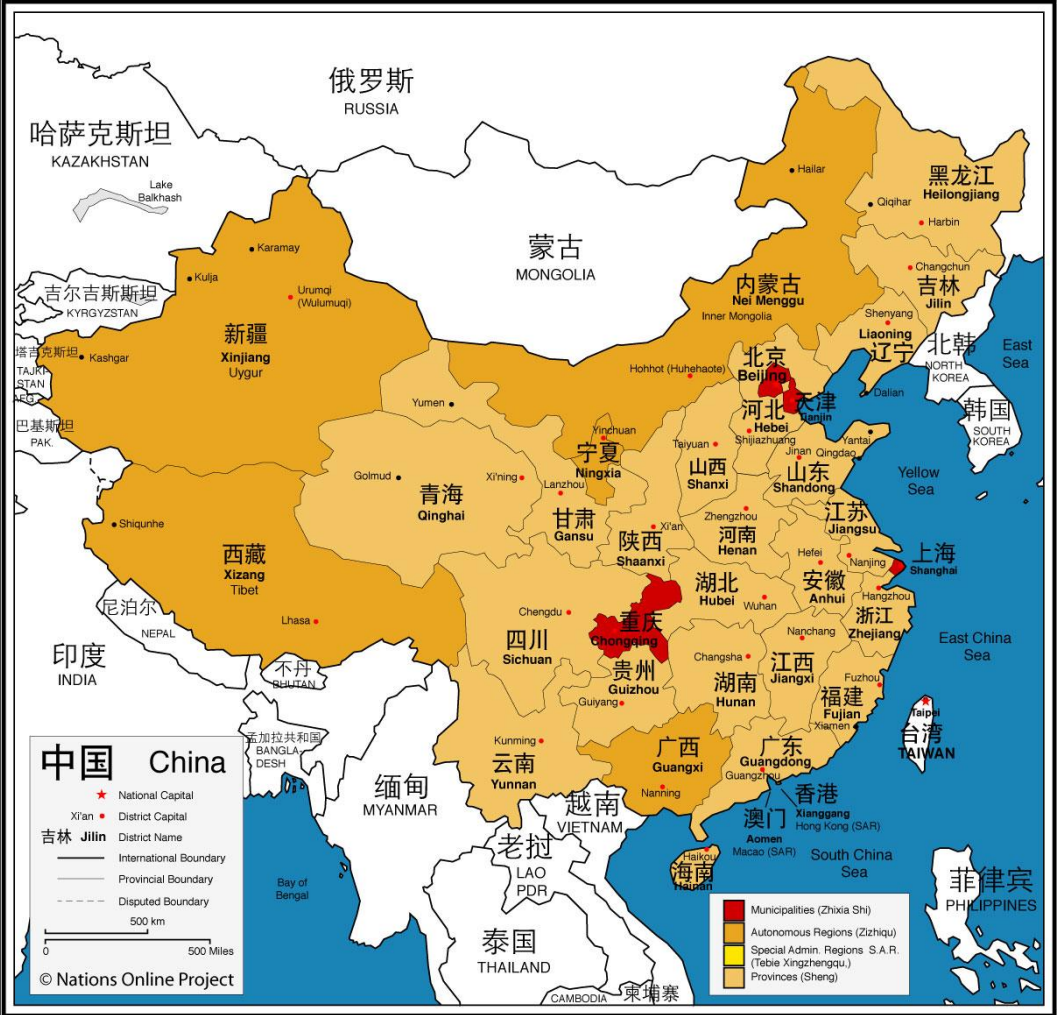 俄罗斯
RUSSIA
哈萨克斯坦
KAZAKHSTAN
Lake
Balkhash
蒙古
MONGOLIA
Hailar
黑龙江
Heilongjiang
Qiqihar
Harbin
Changchun
吉林
Jilin
Karamay
Kulja
Urumqi
(Wulumuqi)
吉尔吉斯斯坦
KYRGYZSTAN
内蒙古
Nei Menggu
Inner Mongolia
Shenyang
Liaoning
辽宁
新疆
Xinjiang
Uygur
塔吉克斯坦
Kashgar
TAJKI-
STAN
AFG.
巴基斯坦
PAK.
北京
Beijing
北韩
NORTH
KOREA
East
Sea
Hohhot (Huhehaote)
天津
Tianjin
Dalian
韩国
SOUTH
KOREA
河北
Hebei
Shijiazhuang
Yumen
Yinchuan
宁夏
Ningxia
Taiyuan
山西
Shanxi
Jinan
Qingdao
Yantai
山东
Shandong
Yellow
Sea
Golmud
青海
Qinghai
Xi'ning
Lanzhou
甘肃
Gansu
Zhengzhou
河南
Henan
江苏
Jiangsu
Shiqunhe
西藏
Xizang
Tibet
Lhasa
Xi'an
陕西
Shaanxi
Hefei
安徽
Anhui
Nanjing
上海
Shanghai
Hangzhou
浙江
Zhejiang
湖北
Hubei
Wuhan
Chengdu
四川
Sichuan
重庆
Chongqing
East China
Sea
尼泊尔
NEPAL
印度
INDIA
不丹
BHUTAN
贵州
Guizhou
Guiyang
Changsha
湖南
Hunan
Nanchang
江西
Jiangxi
Fuzhou
福建
Fujian
Xiamen
Taipei
台湾
TAIWAN
孟加拉共和国
BANGLA-
DESH
缅甸
MYANMAR
Kunming
云南
Yunnan
广西
Guangxi
Nanning
广东
Guangdong
Guangzhou
香港
Xianggang
Hong Kong (SAR)
澳门
Aomen
Macao (SAR)
越南
VIETNAM
老挝
LAO
PDR
Haikou
海南
Hainan
South China
Sea
菲律宾
PHILIPPINES
Bay of
Bengal
泰国
THAILAND
CAMBODIA
柬埔寨
中国 China
National Capital
Xi'an District Capital
吉林 Jilin District Name
International Boundary
Provincial Boundary
Disputed Boundary
500 km
0 500 Miles
© Nations Online Project
Municipalities (Zhixia Shi)
Autonomous Regions (Zizhiqu)
Special Admin. Regions S.A.R.
(Tebie Xingzhengqu,)
Provinces (Sheng)